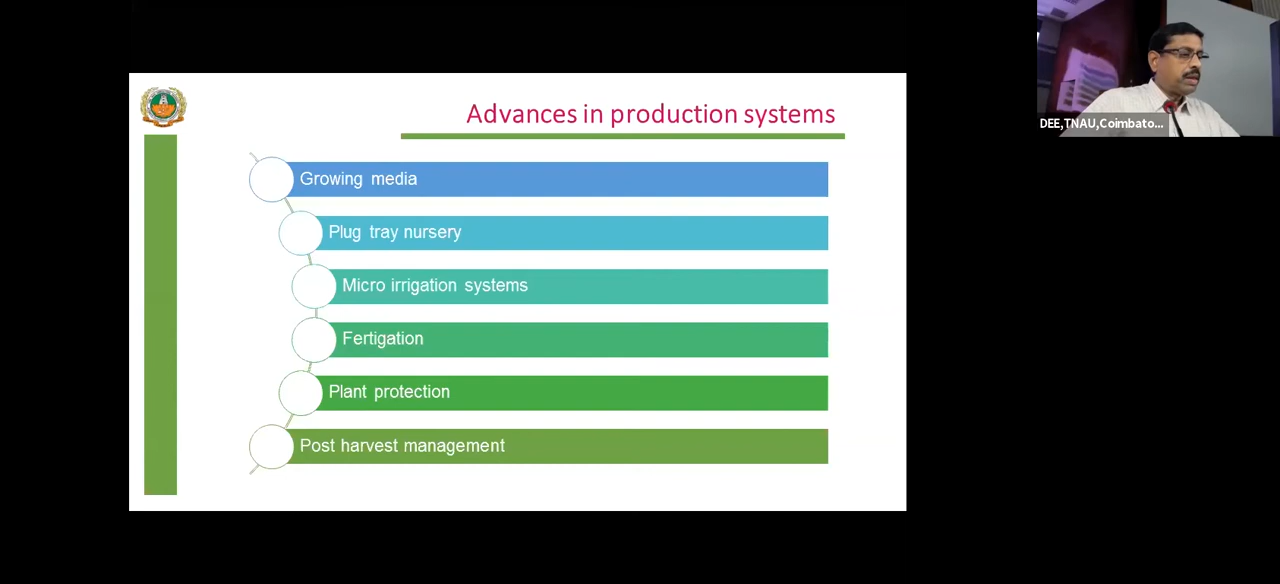 Advances in production systems
Growing media
Plug tray nursery
Micro irrigation systems
Fertigation
Plant protection
Post harvest management
DEE,TNAU,Coimbato...